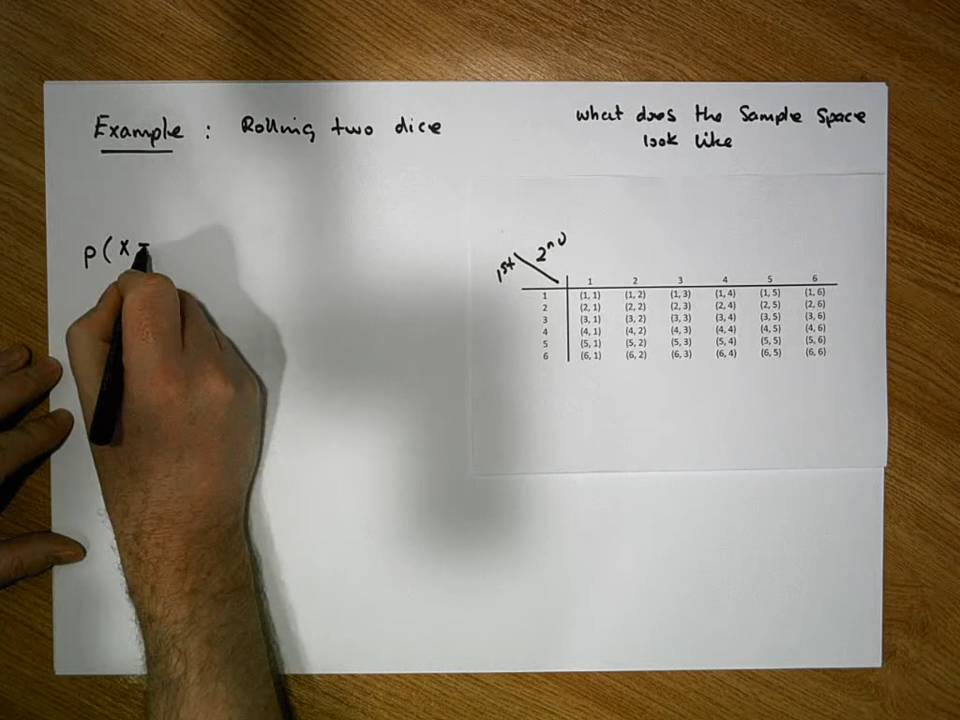 Example : Rolling two dice
what does the Sample Space
look like
P(X =
1st 2nd
1 2 3 4 5 6
1 (1, 1) (1, 2) (1, 3) (1, 4) (1, 5) (1, 6)
2 (2, 1) (2, 2) (2, 3) (2, 4) (2, 5) (2, 6)
3 (3, 1) (3, 2) (3, 3) (3, 4) (3, 5) (3, 6)
4 (4, 1) (4, 2) (4, 3) (4, 4) (4, 5) (4, 6)
5 (5, 1) (5, 2) (5, 3) (5, 4) (5, 5) (5, 6)
6 (6, 1) (6, 2) (6, 3) (6, 4) (6, 5) (6, 6)